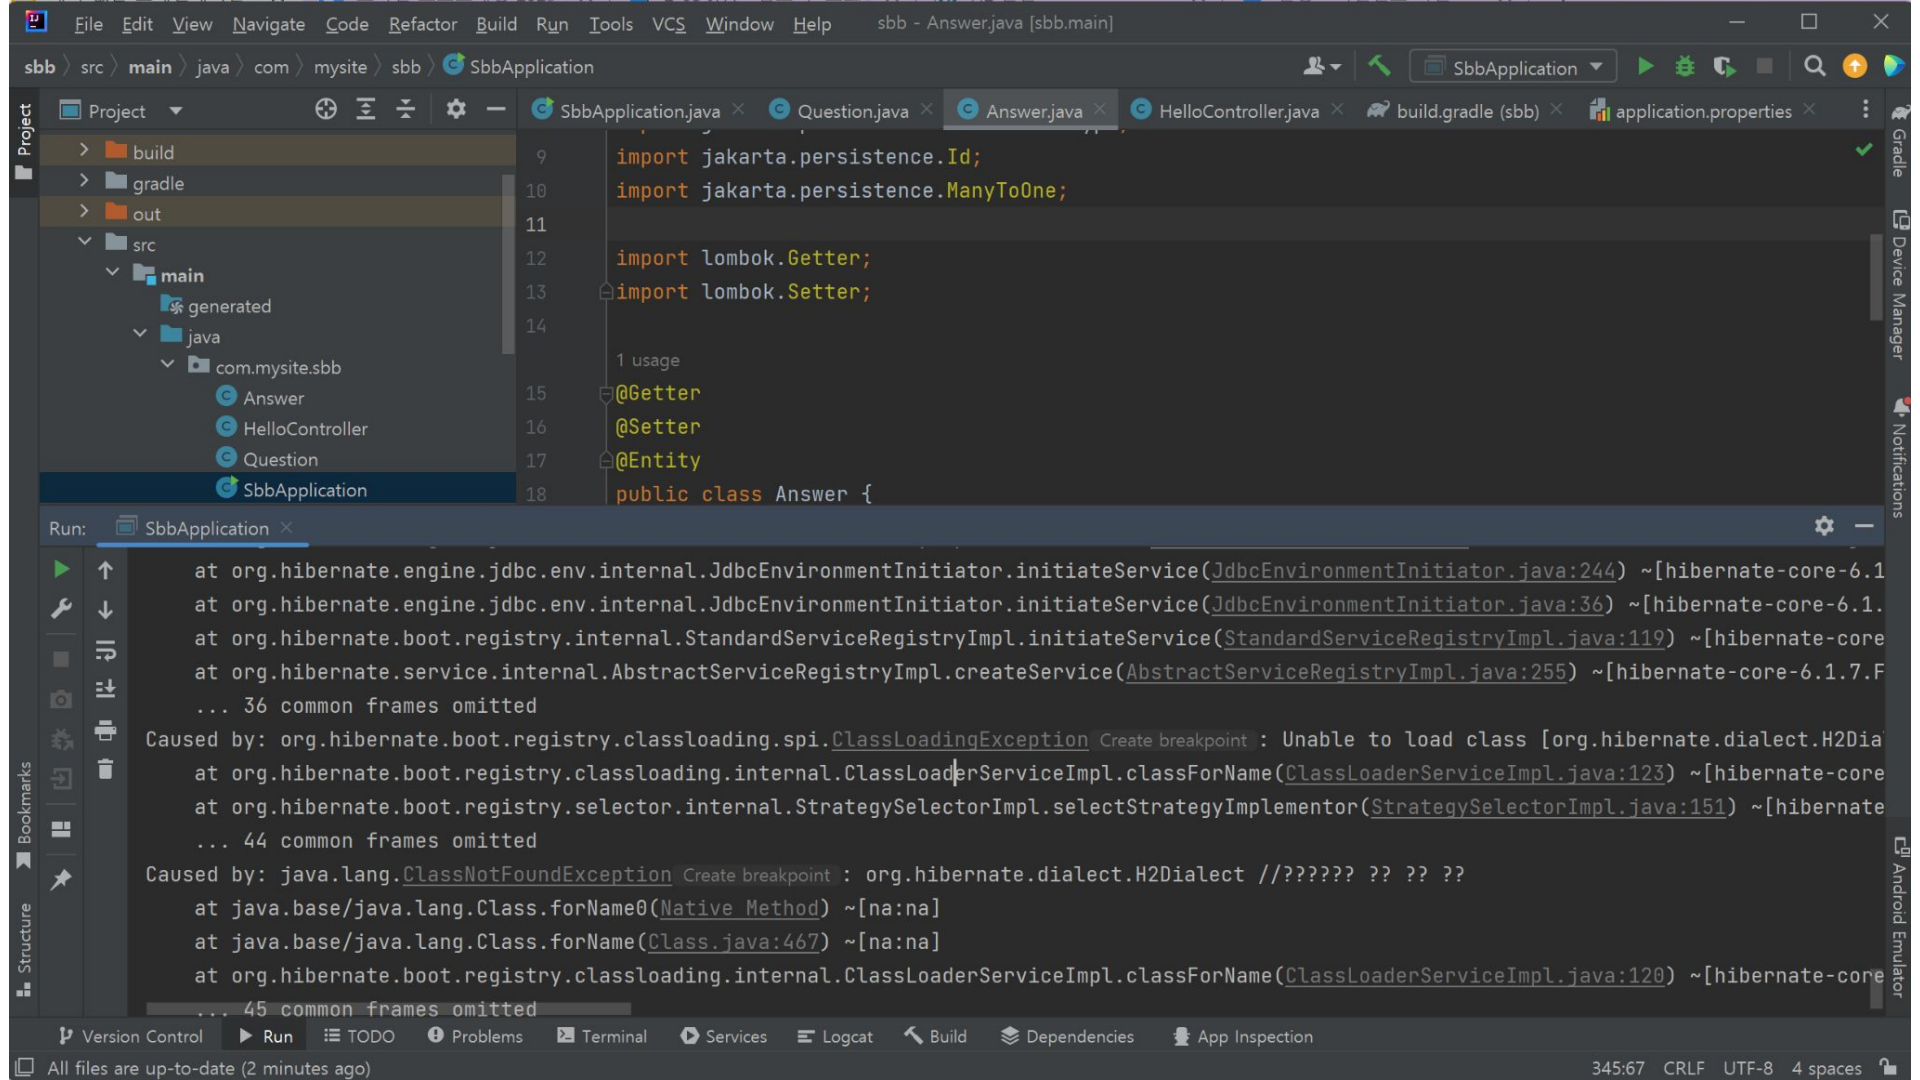 File Edit View Navigate Code Refactor Build Run Tools VCS Window Help sbb - Answer.java [sbb.main]
sbb src main java com mysite sbb SbbApplication
SbbApplication
Project
SbbApplication.java
Question.java
Answer.java
HelloController.java
build.gradle (sbb)
application.properties
Project
Bookmarks
Structure
build
gradle
out
src
main
generated
java
com.mysite.sbb
Answer
HelloController
Question
SbbApplication
9 import jakarta.persistence.Id;
10 import jakarta.persistence.ManyToOne;
11
12 import lombok.Getter;
13 import lombok.Setter;
14
1 usage
15 @Getter
16 @Setter
17 @Entity
18 public class Answer {
Gradle
Device Manager
Notifications
Android Emulator
Run: SbbApplication
at org.hibernate.engine.jdbc.env.internal.JdbcEnvironmentInitiator.initiateService(JdbcEnvironmentInitiator.java:244) ~[hibernate-core-6.1
at org.hibernate.engine.jdbc.env.internal.JdbcEnvironmentInitiator.initiateService(JdbcEnvironmentInitiator.java:36) ~[hibernate-core-6.1.
at org.hibernate.boot.registry.internal.StandardServiceRegistryImpl.initiateService(StandardServiceRegistryImpl.java:119) ~[hibernate-core
at org.hibernate.service.internal.AbstractServiceRegistryImpl.createService(AbstractServiceRegistryImpl.java:255) ~[hibernate-core-6.1.7.F
... 36 common frames omitted
Caused by: org.hibernate.boot.registry.classloading.spi.ClassLoadingException Create breakpoint : Unable to load class [org.hibernate.dialect.H2Dia
at org.hibernate.boot.registry.classloading.internal.ClassLoaderServiceImpl.classForName(ClassLoaderServiceImpl.java:123) ~[hibernate-core
at org.hibernate.boot.registry.selector.internal.StrategySelectorImpl.selectStrategyImplementor(StrategySelectorImpl.java:151) ~[hibernate
... 44 common frames omitted
Caused by: java.lang.ClassNotFoundException Create breakpoint : org.hibernate.dialect.H2Dialect //?????? ?? ?? ??
at java.base/java.lang.Class.forName0(Native Method) ~[na:na]
at java.base/java.lang.Class.forName(Class.java:467) ~[na:na]
at org.hibernate.boot.registry.classloading.internal.ClassLoaderServiceImpl.classForName(ClassLoaderServiceImpl.java:120) ~[hibernate-core
... 45 common frames omitted
Version Control Run TODO Problems Terminal Services Logcat Build Dependencies App Inspection
All files are up-to-date (2 minutes ago) 345:67 CRLF UTF-8 4 spaces